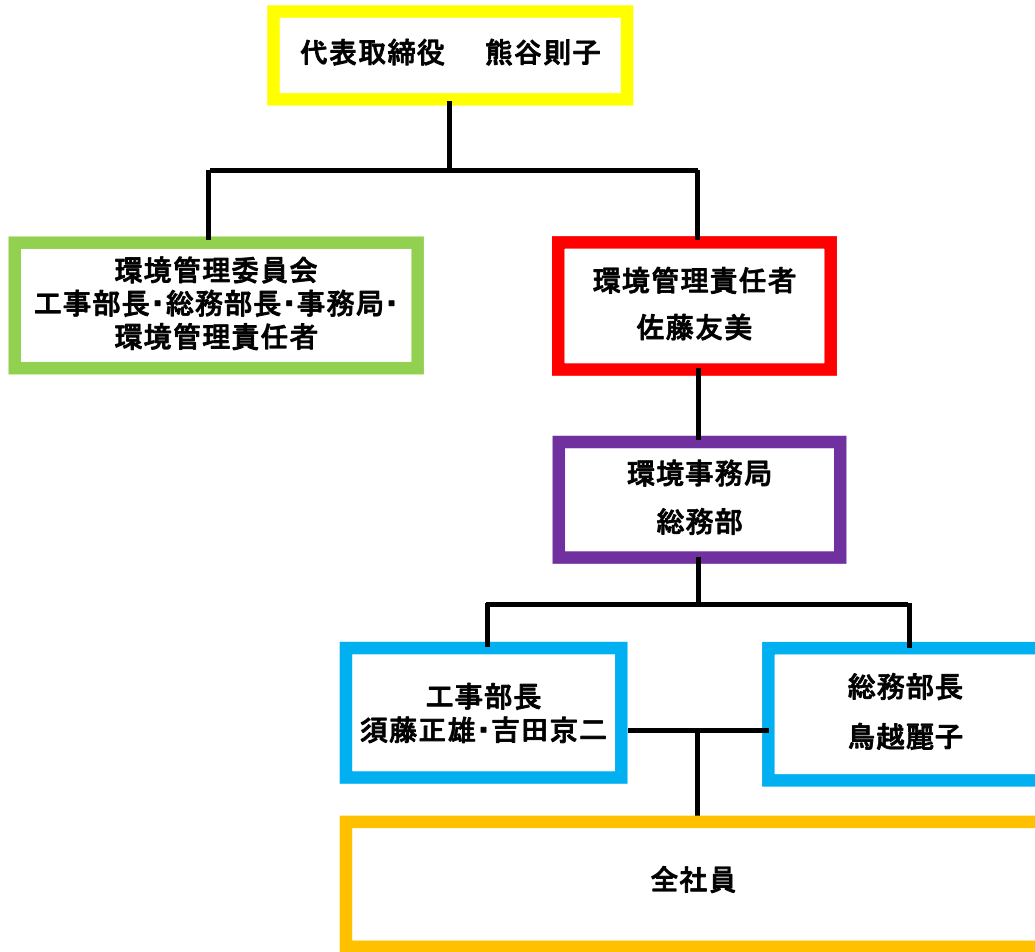 代表取締役　熊谷則子
環境管理委員会
工事部長・総務部長・事務局・
環境管理責任者
環境管理責任者
佐藤友美
環境事務局
総務部
工事部長
須藤正雄・吉田京二
総務部長
鳥越麗子
全社員